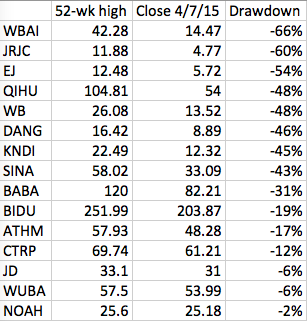 52-wk high Close 4/7/15 Drawdown
WBAI 42.28 14.47 -66%
JRJC 11.88 4.77 -60%
EJ 12.48 5.72 -54%
QIHU 104.81 54 -48%
WB 26.08 13.52 -48%
DANG 16.42 8.89 -46%
KNDI 22.49 12.32 -45%
SINA 58.02 33.09 -43%
BABA 120 82.21 -31%
BIDU 251.99 203.87 -19%
ATHM 57.93 48.28 -17%
CTRP 69.74 61.21 -12%
JD 33.1 31 -6%
WUBA 57.5 53.99 -6%
NOAH 25.6 25.18 -2%